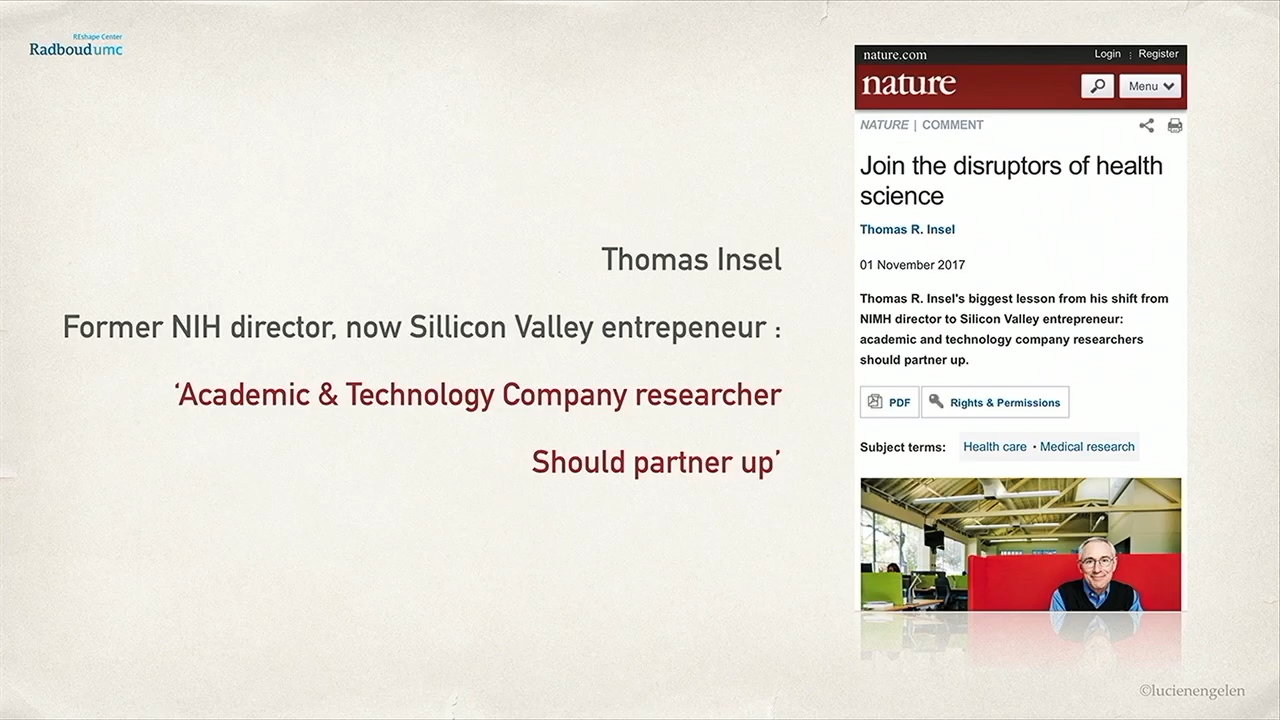 REshape Center
Radboudumc
Thomas Insel
Former NIH director, now Sillicon Valley entrepeneur :
‘Academic & Technology Company researcher
Should partner up’
nature.com
Login : Register
nature
Menu
NATURE | COMMENT
Join the disruptors of health
science
Thomas R. Insel
01 November 2017
Thomas R. Insel's biggest lesson from his shift from
NIMH director to Silicon Valley entrepreneur:
academic and technology company researchers
should partner up.
PDF
Rights & Permissions
Subject terms: Health care • Medical research
©lucienengelen